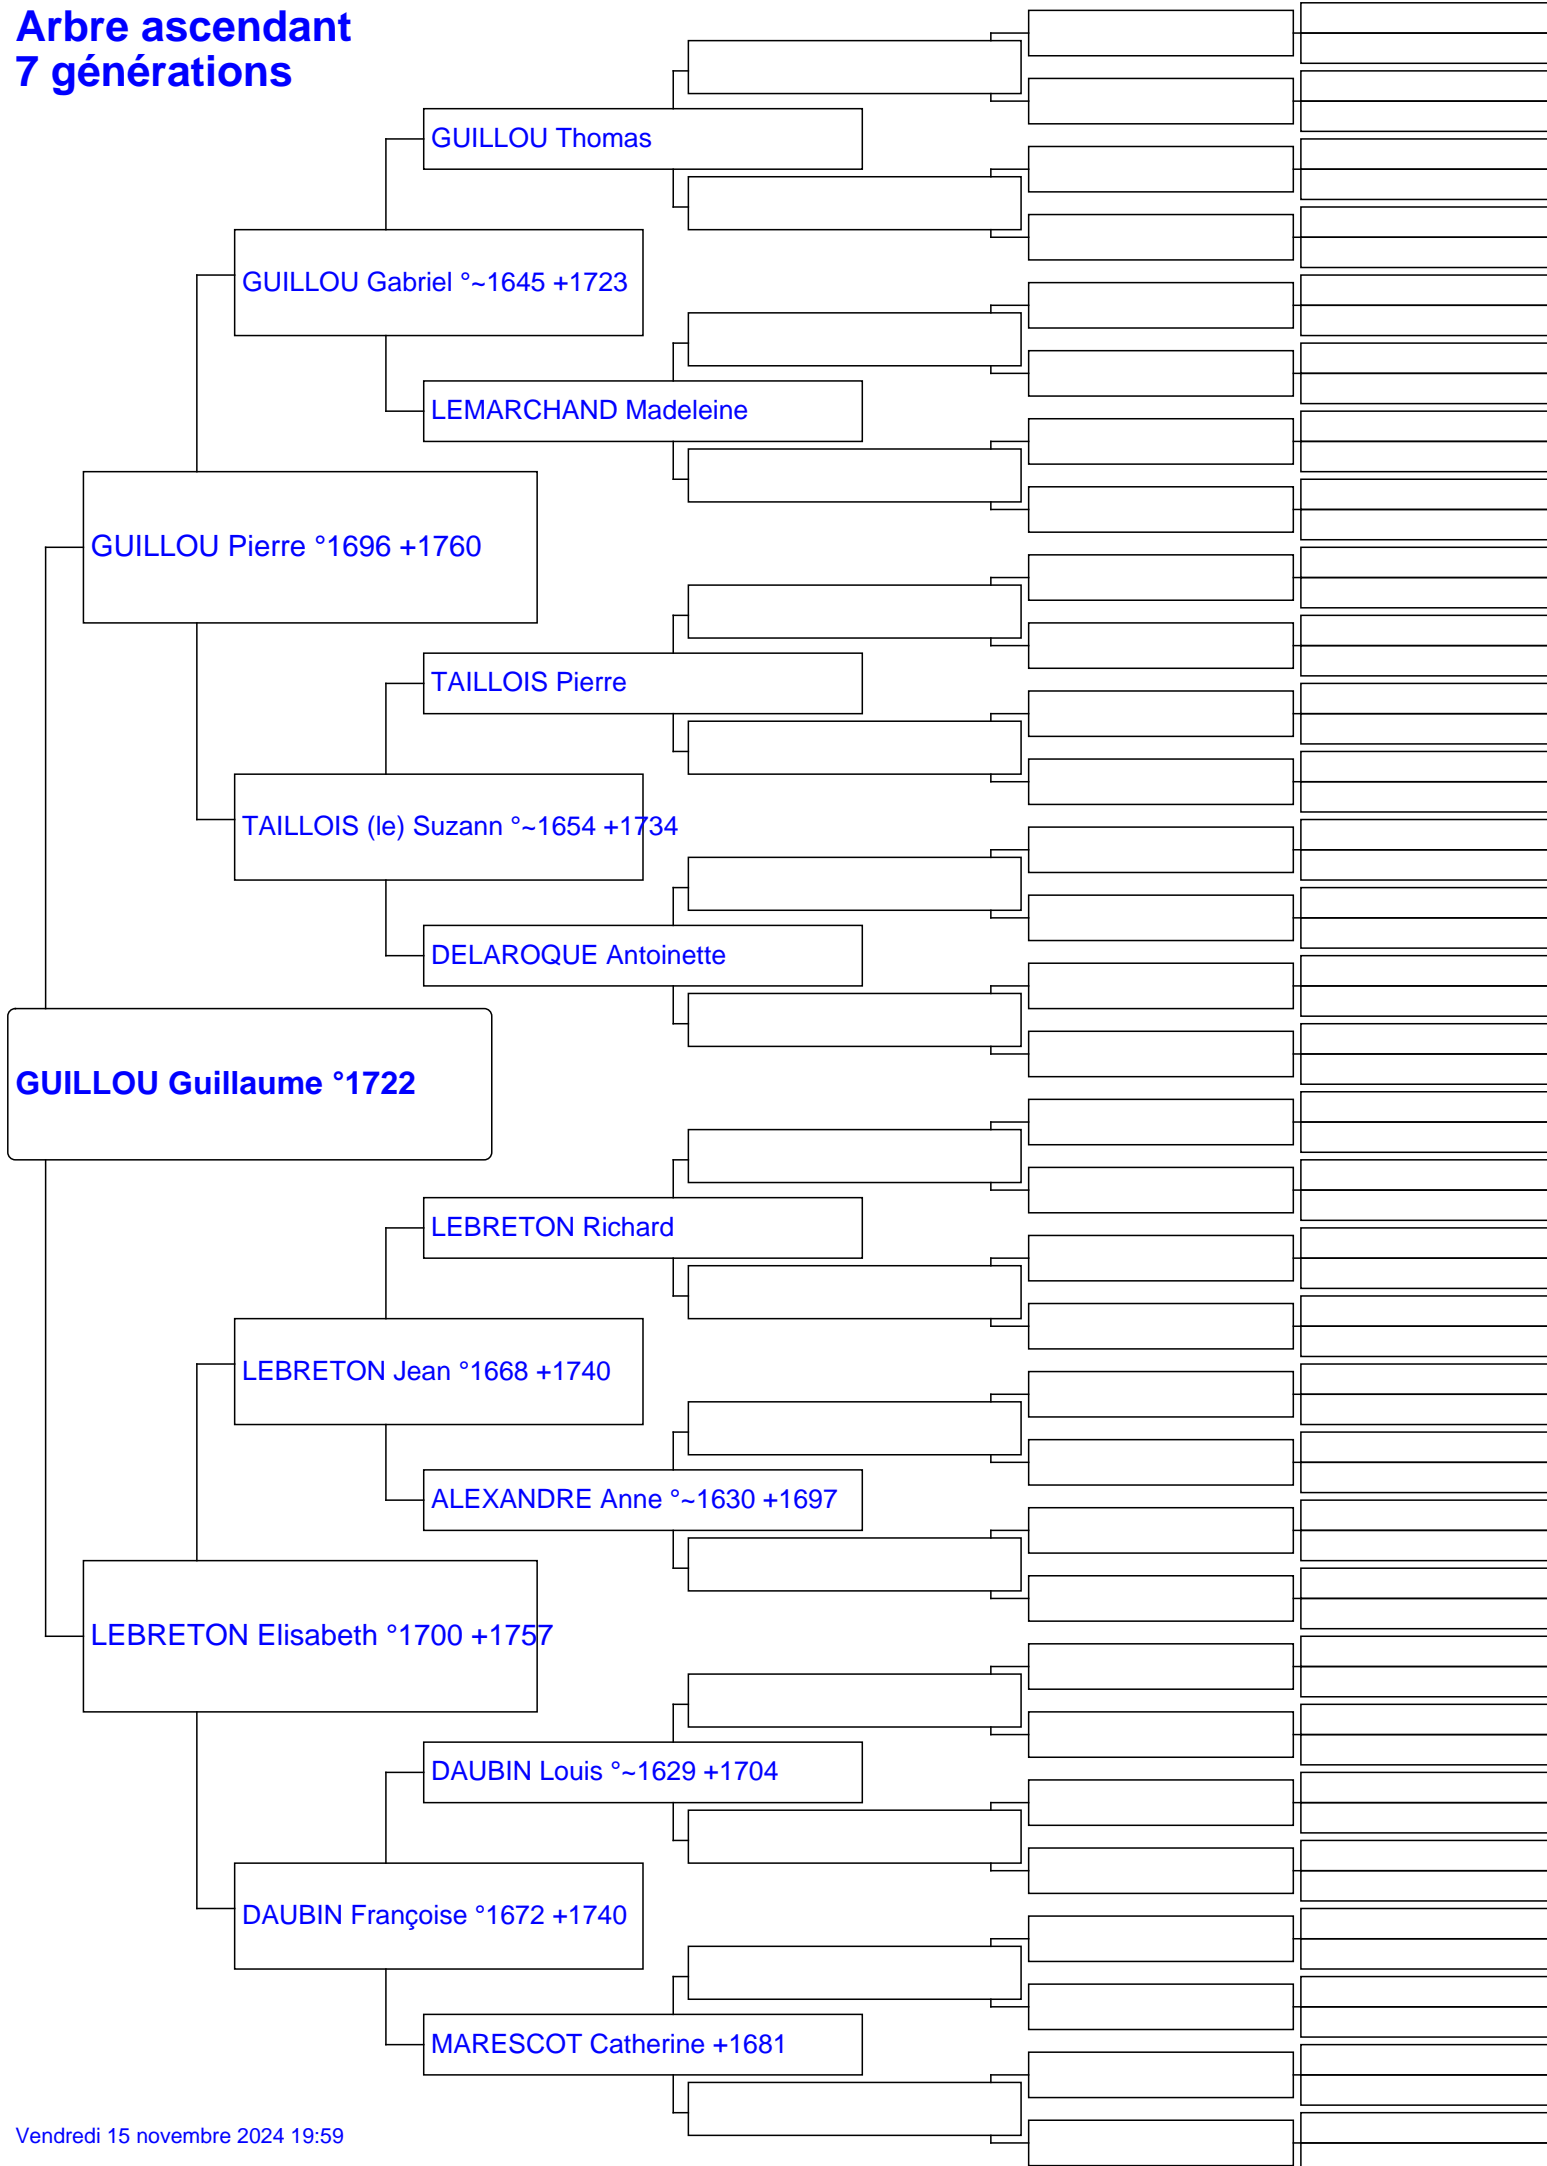 Arbre ascendant
7 générations
GUILLOU Thomas
GUILLOU Gabriel °~1645 +1723
LEMARCHAND Madeleine
GUILLOU Pierre °1696 +1760
TAILLOIS Pierre
TAILLOIS (le) Suzann °~1654 +1734
DELAROQUE Antoinette
GUILLOU Guillaume °1722
LEBRETON Richard
LEBRETON Jean °1668 +1740
ALEXANDRE Anne °~1630 +1697
LEBRETON Elisabeth °1700 +1757
DAUBIN Louis °~1629 +1704
DAUBIN Françoise °1672 +1740
MARESCOT Catherine +1681
Vendredi 15 novembre 2024 19:59